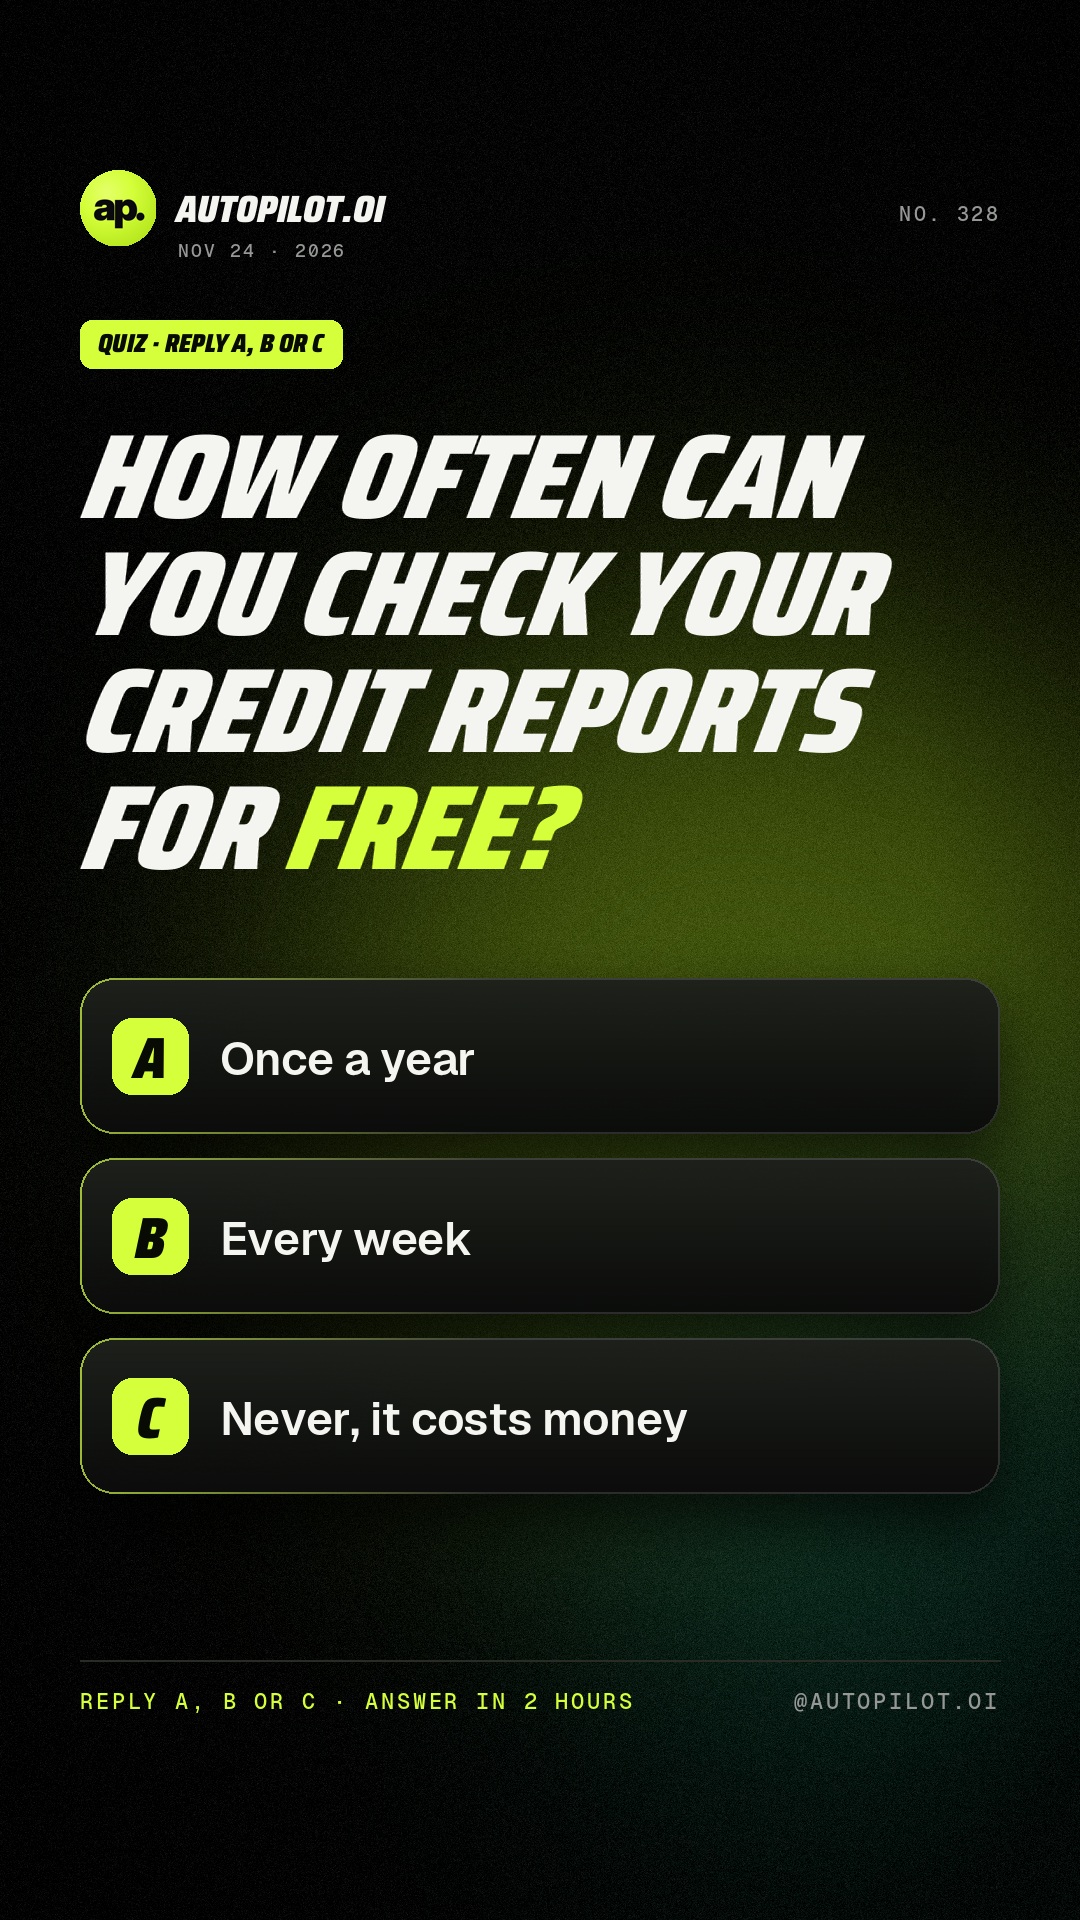 ap.
AUTOPILOT.OI
NO. 328
NOV 24 · 2026
QUIZ · REPLY A, B OR C
HOW OFTEN CAN
YOU CHECK YOUR
CREDIT REPORTS
FOR FREE?
A Once a year
B Every week
C Never, it costs money
REPLY A, B OR C · ANSWER IN 2 HOURS
@AUTOPILOT.OI